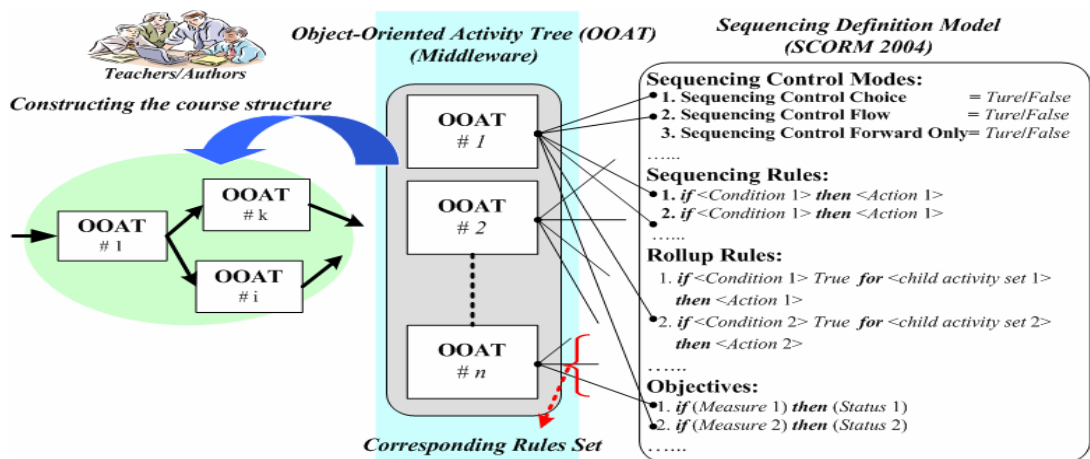 Teachers/Authors
Constructing the course structure
OOAT
# 1
OOAT
# k
OOAT
# i
Object-Oriented Activity Tree (OOAT)
(Middleware)
OOAT
# 1
OOAT
# 2
OOAT
# n
Corresponding Rules Set
Sequencing Definition Model
(SCORM 2004)
Sequencing Control Modes:
1. Sequencing Control Choice = Ture/False
2. Sequencing Control Flow = Ture/False
3. Sequencing Control Forward Only = Ture/False
…...
Sequencing Rules:
1. if <Condition 1> then <Action 1>
2. if <Condition 1> then <Action 1>
…...
Rollup Rules:
1. if <Condition 1> True for <child activity set 1>
then <Action 1>
2. if <Condition 2> True for <child activity set 2>
then <Action 2>
…...
Objectives:
1. if (Measure 1) then (Status 1)
2. if (Measure 2) then (Status 2)
…...